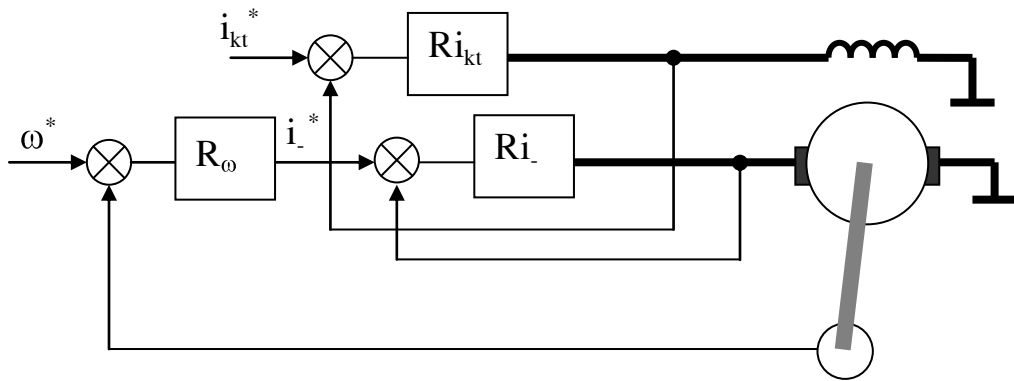 i_kt*
Ri_kt
ω*
R_ω
i_-*
Ri_-